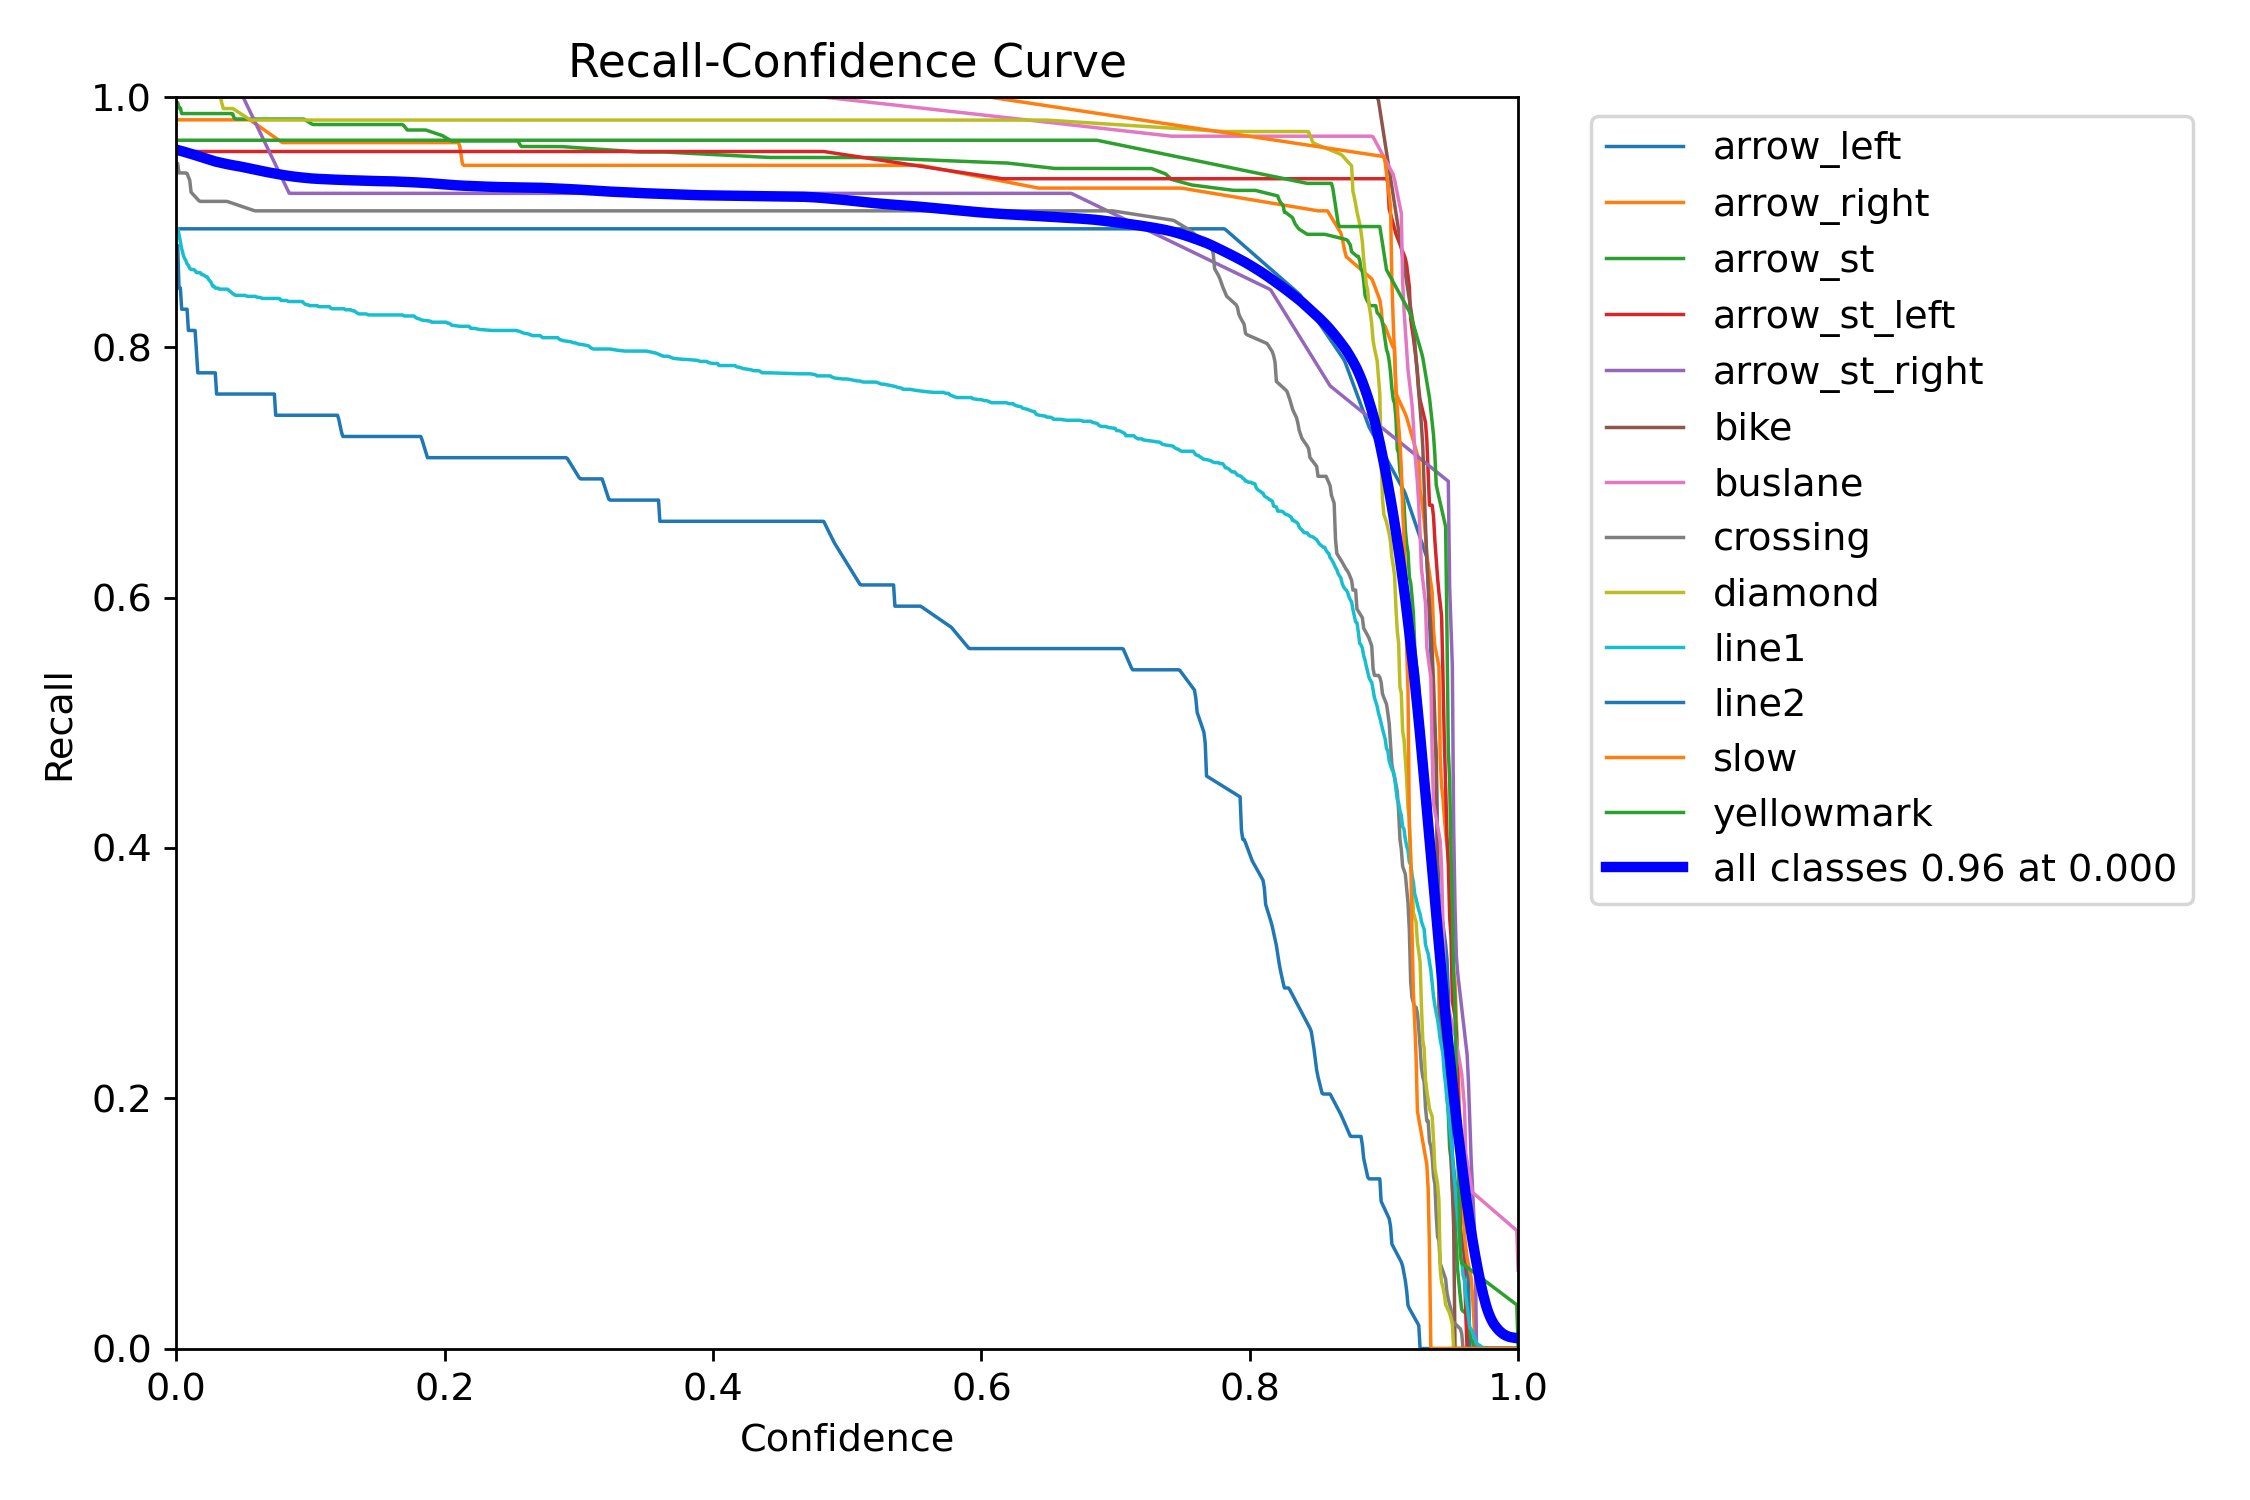 Recall-Confidence Curve
1.0
0.8
0.6
0.4
0.2
0.0
Recall
0.0 0.2 0.4 0.6 0.8 1.0
Confidence
arrow_left
arrow_right
arrow_st
arrow_st_left
arrow_st_right
bike
buslane
crossing
diamond
line1
line2
slow
yellowmark
all classes 0.96 at 0.000